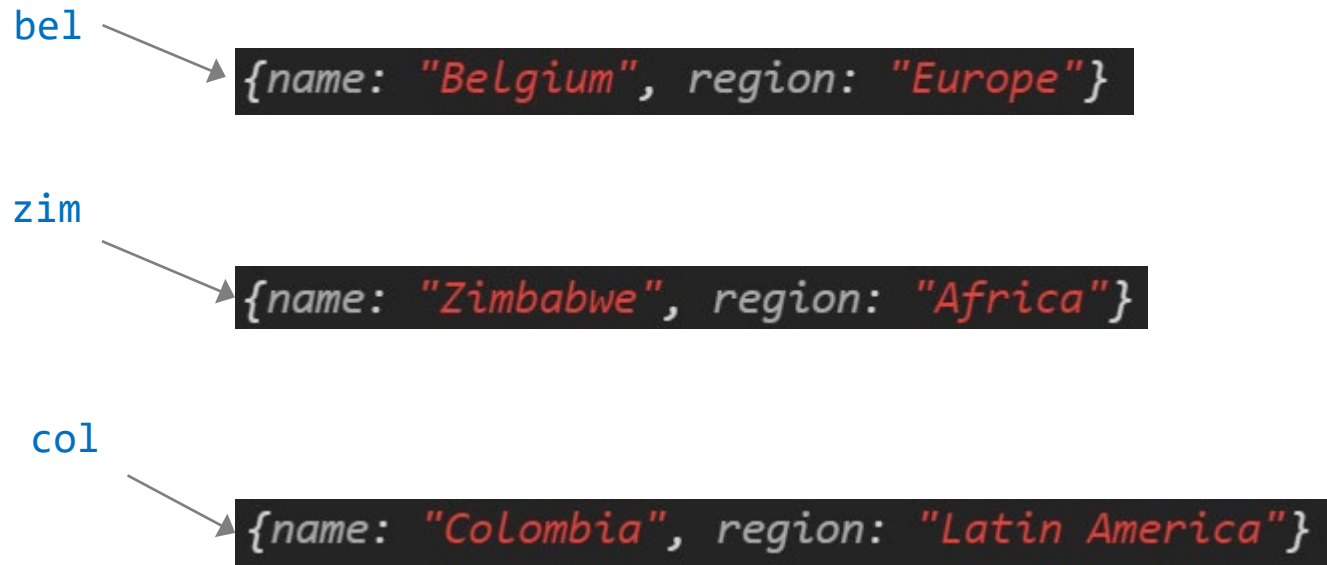 bel
{name: "Belgium", region: "Europe"}
zim
{name: "Zimbabwe", region: "Africa"}
col
{name: "Colombia", region: "Latin America"}